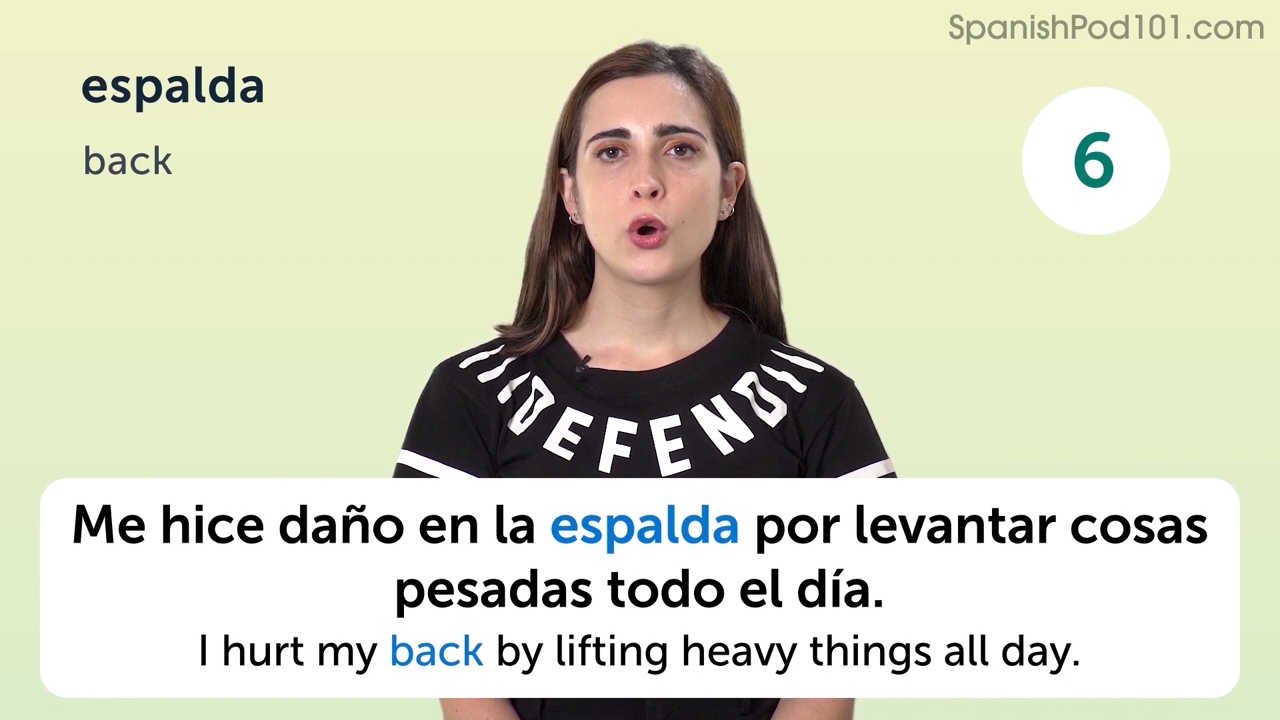 SpanishPod101.com
espalda
back
6
DEFEND
Me hice daño en la espalda por levantar cosas
pesadas todo el día.
I hurt my back by lifting heavy things all day.